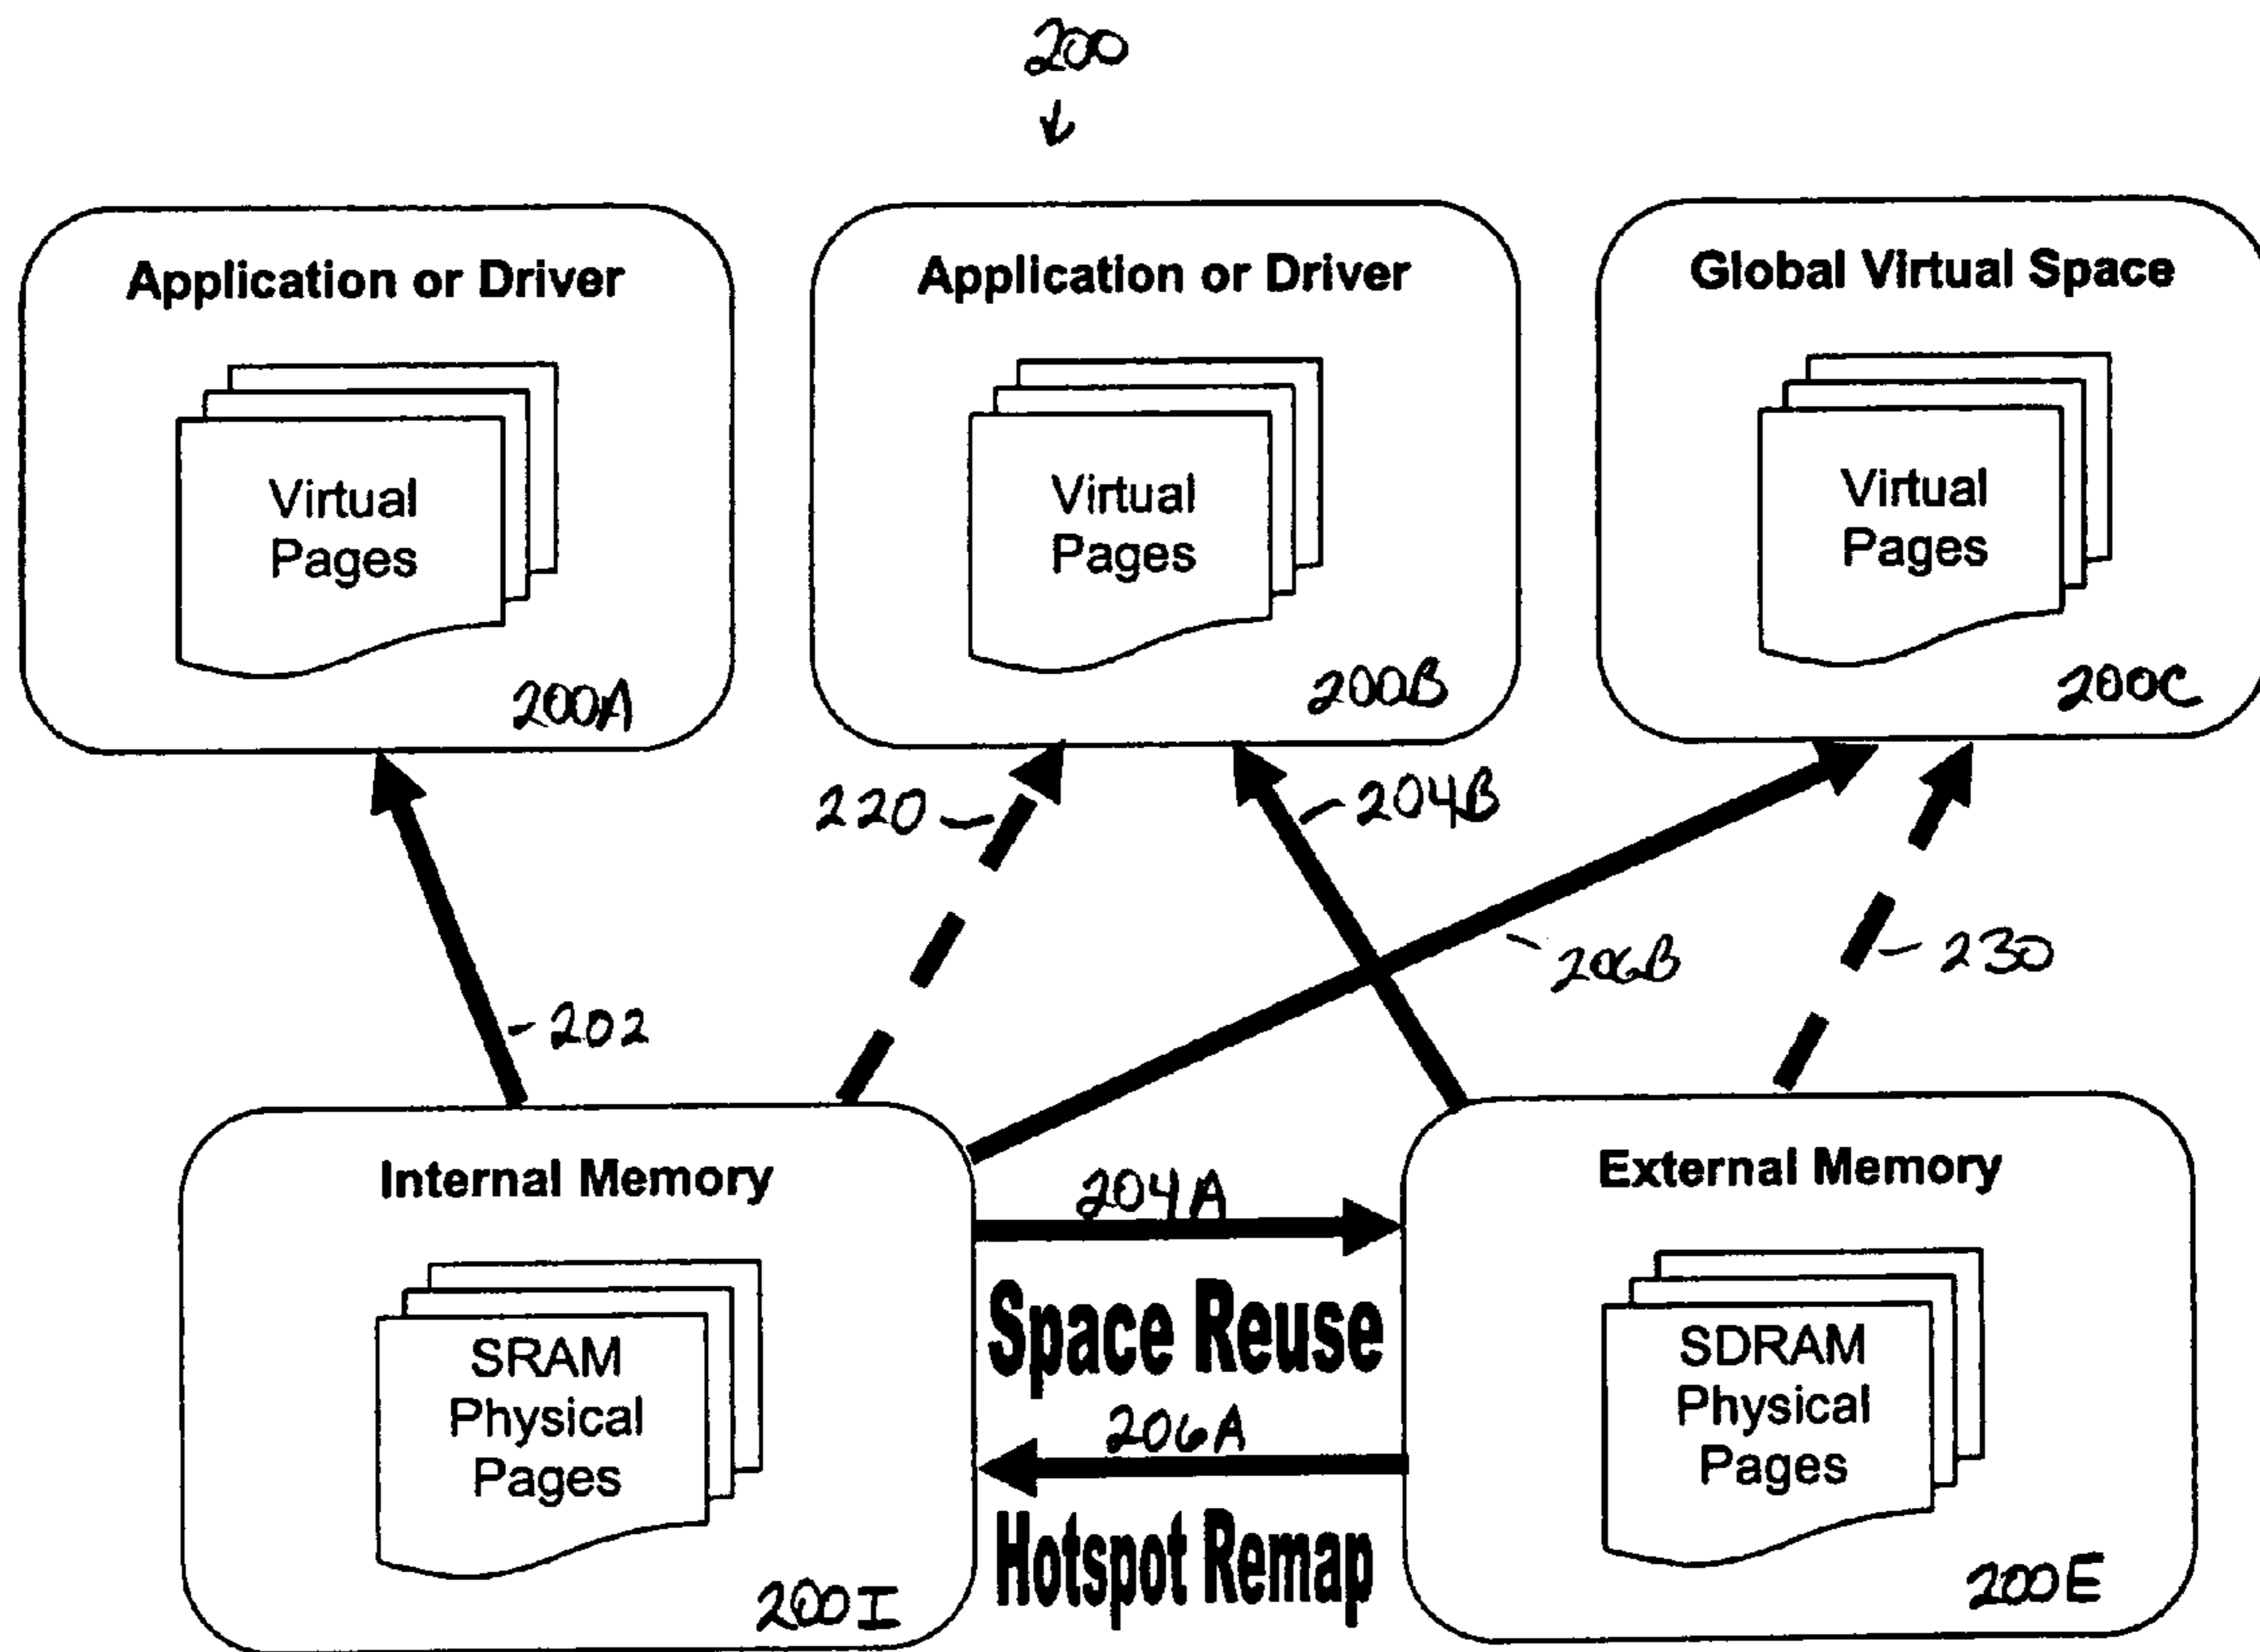 200
Application or Driver
Application or Driver
Global Virtual Space
Virtual
Pages
Virtual
Pages
Virtual
Pages
200A
200B
200C
220
204B
202
206B
230
Internal Memory
External Memory
204A
Space Reuse
206A
Hotspot Remap
SRAM
Physical
Pages
SDRAM
Physical
Pages
200I
200E